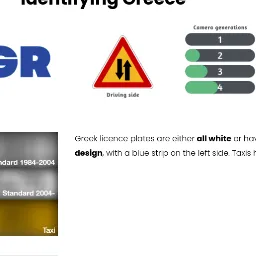 Identifying Greece
Camera generations
1
2
3
4
GR
Driving side
Greek licence plates are either all white or hav
design, with a blue strip on the left side. Taxis h
ndard 1984-2004
Standard 2004-
Taxi